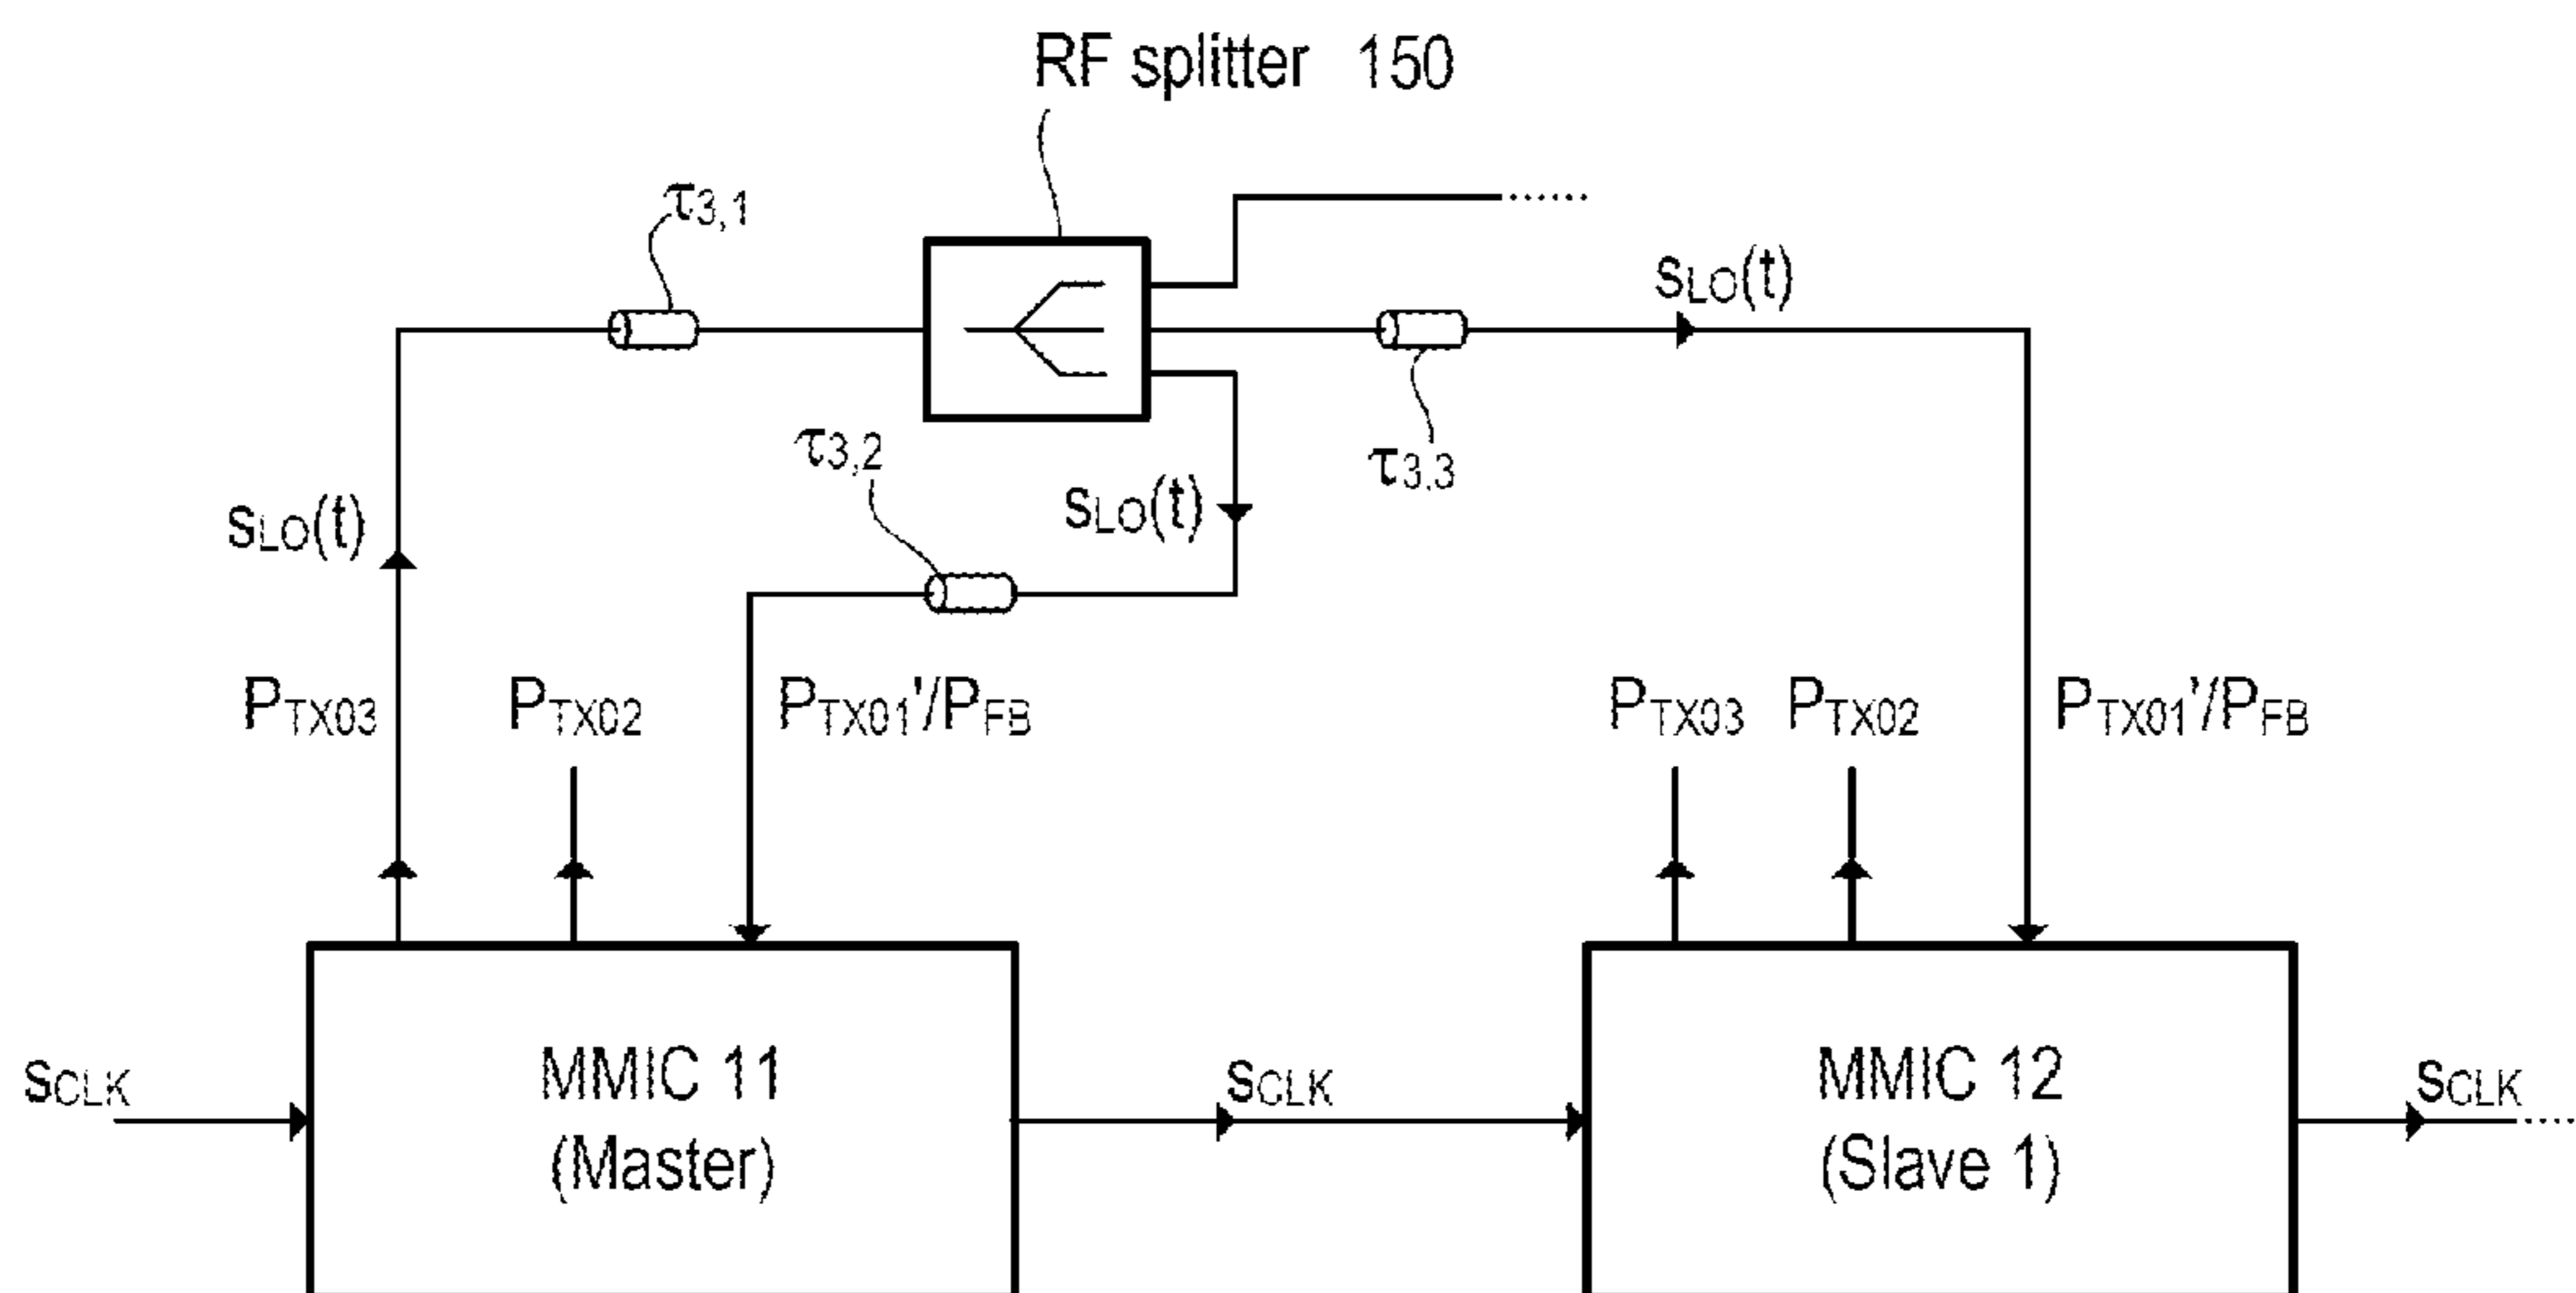 RF splitter 150
τ3,1
sLO(t)
τ3,2
sLO(t)
τ3,3
sLO(t)
PTX03
PTX02
PTX01'/PFB
PTX03
PTX02
PTX01'/PFB
sCLK
MMIC 11
(Master)
sCLK
MMIC 12
(Slave 1)
sCLK